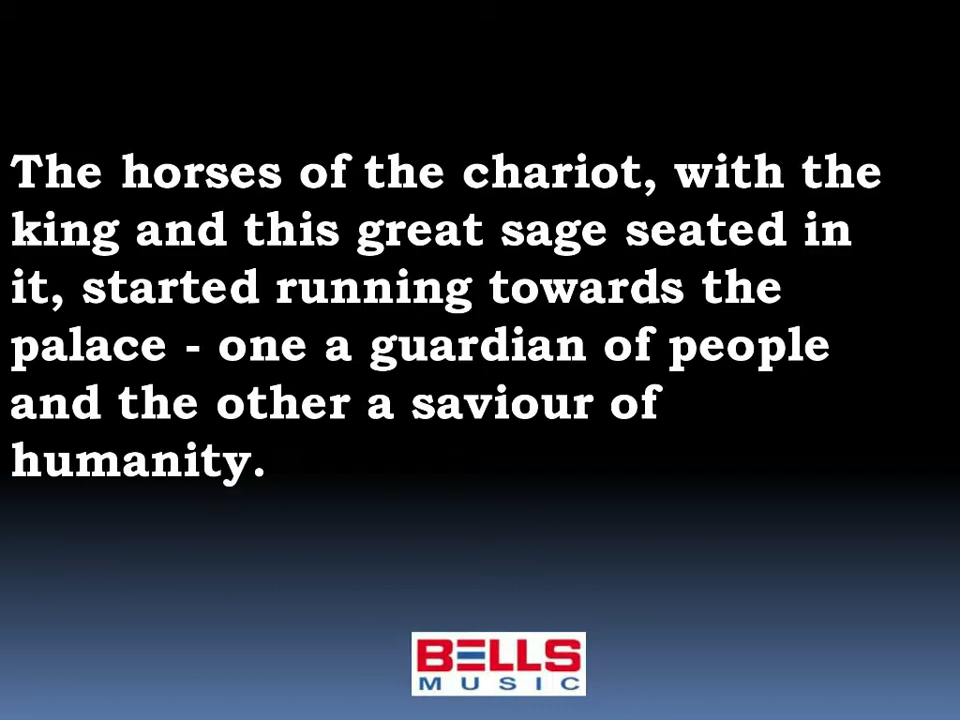 The horses of the chariot, with the
king and this great sage seated in
it, started running towards the
palace - one a guardian of people
and the other a saviour of
humanity.
BELLS
MUSIC